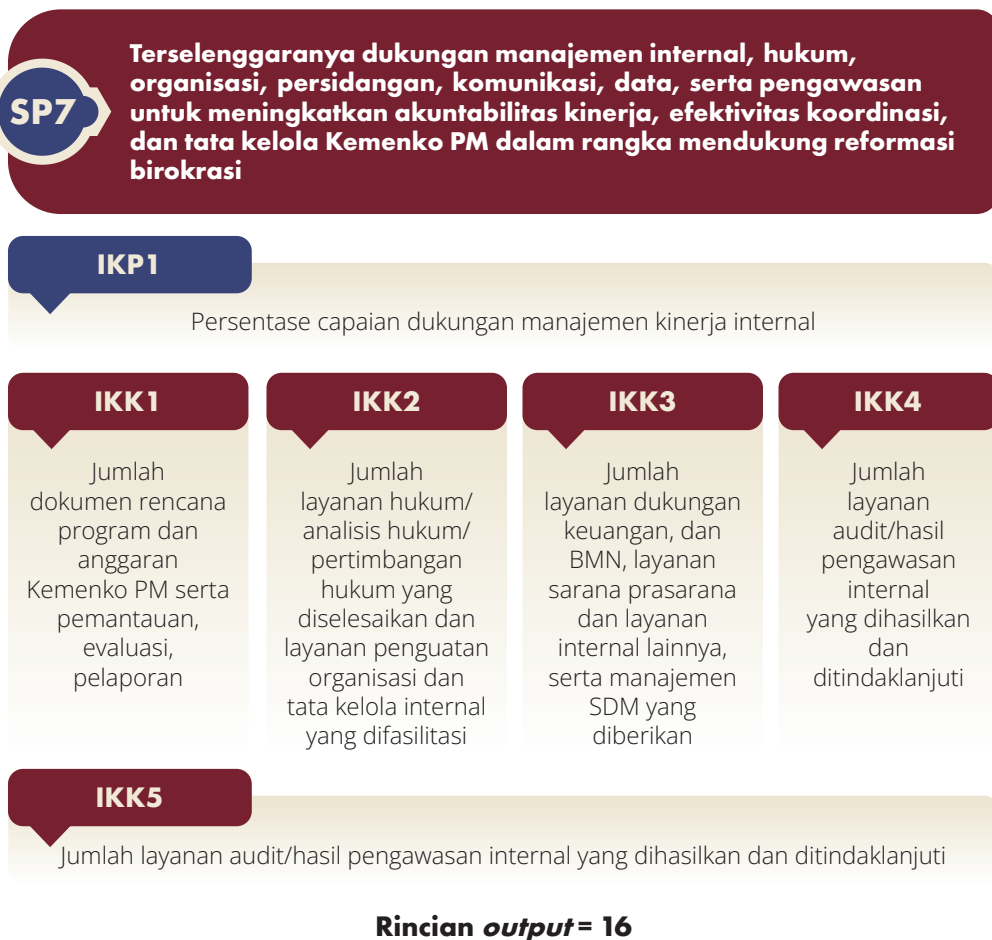 SP7
Terselenggaranya dukungan manajemen internal, hukum,
organisasi, persidangan, komunikasi, data, serta pengawasan
untuk meningkatkan akuntabilitas kinerja, efektivitas koordinasi,
dan tata kelola Kemenko PM dalam rangka mendukung reformasi
birokrasi
IKP1
Persentase capaian dukungan manajemen kinerja internal
IKK1
Jumlah
dokumen rencana
program dan
anggaran
Kemenko PM serta
pemantauan,
evaluasi,
pelaporan
IKK2
Jumlah
layanan hukum/
analisis hukum/
pertimbangan
hukum yang
diselesaikan dan
layanan penguatan
organisasi dan
tata kelola internal
yang difasilitasi
IKK3
Jumlah
layanan dukungan
keuangan, dan
BMN, layanan
sarana prasarana
dan layanan
internal lainnya,
serta manajemen
SDM yang
diberikan
IKK4
Jumlah
layanan
audit/hasil
pengawasan
internal
yang dihasilkan
dan
ditindaklanjuti
IKK5
Jumlah layanan audit/hasil pengawasan internal yang dihasilkan dan ditindaklanjuti
Rincian output = 16